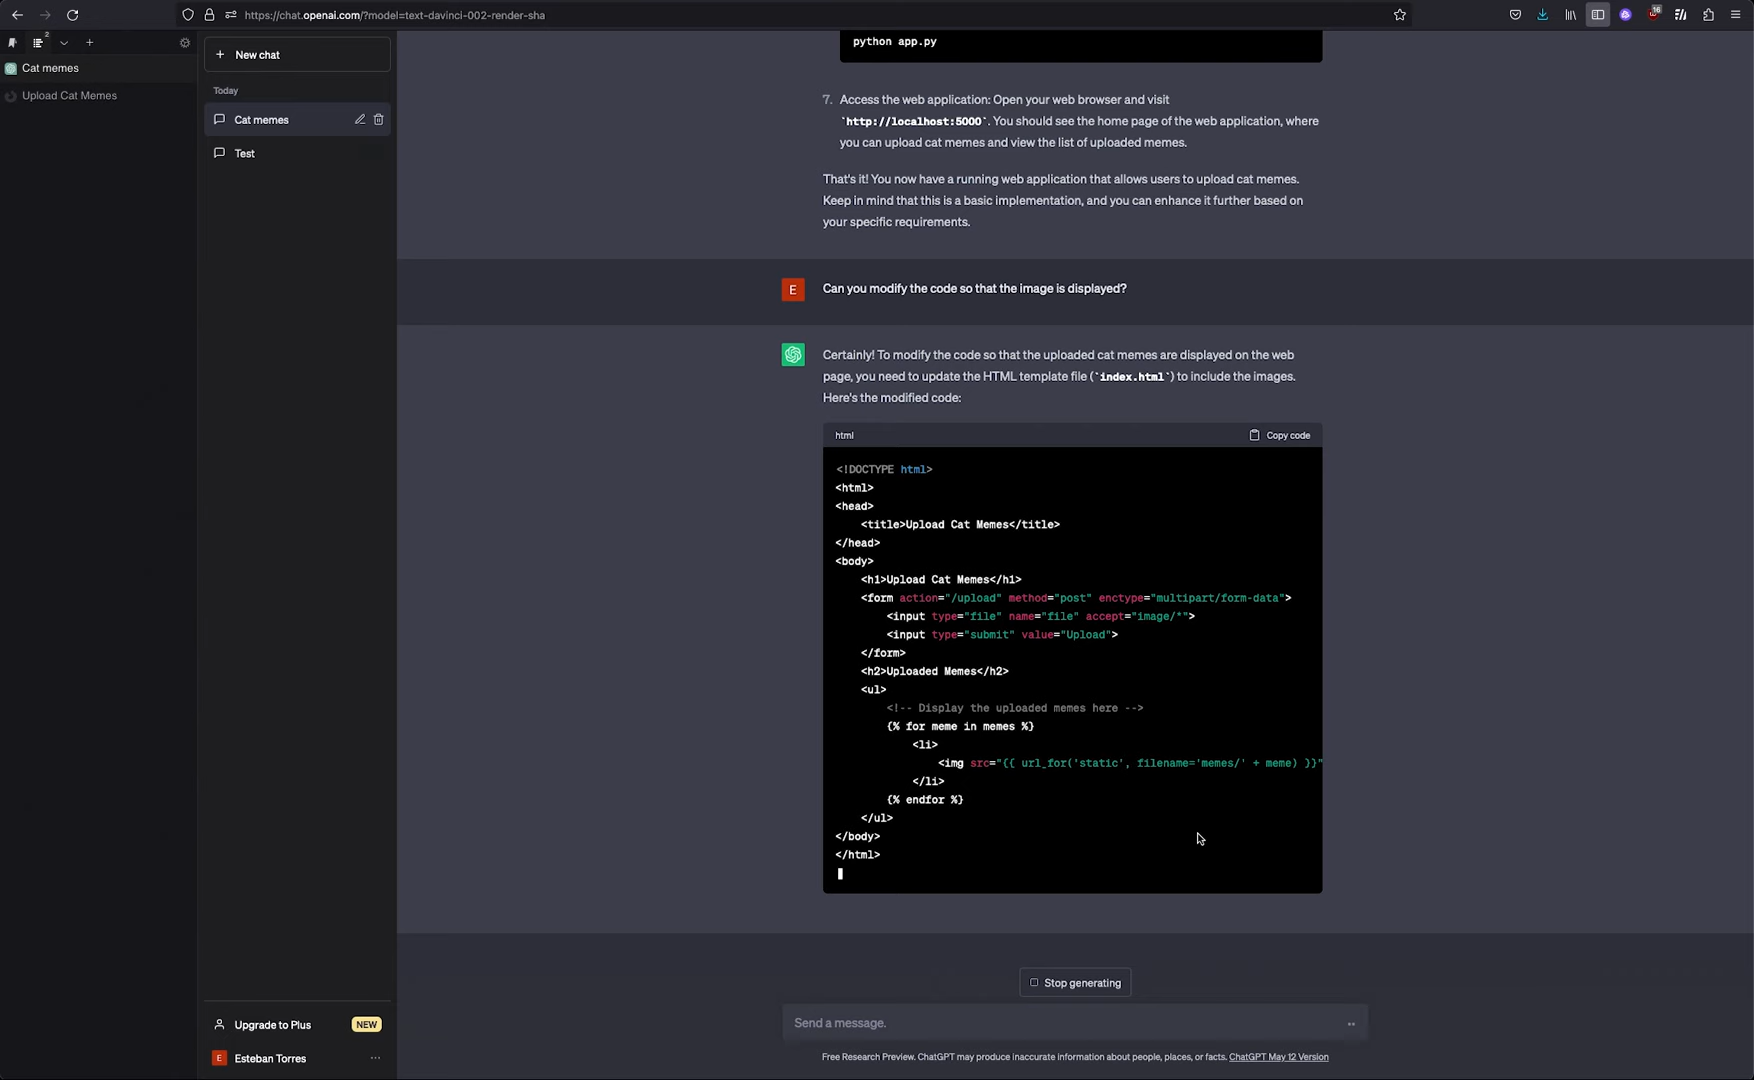 https://chat.openai.com/?model=text-davinci-002-render-sha
16
2
Cat memes
Upload Cat Memes
New chat
Today
Cat memes
Test
python app.py
7. Access the web application: Open your web browser and visit
`http://localhost:5000`. You should see the home page of the web application, where
you can upload cat memes and view the list of uploaded memes.
That's it! You now have a running web application that allows users to upload cat memes.
Keep in mind that this is a basic implementation, and you can enhance it further based on
your specific requirements.
E
Can you modify the code so that the image is displayed?
Certainly! To modify the code so that the uploaded cat memes are displayed on the web
page, you need to update the HTML template file (`index.html`) to include the images.
Here's the modified code:
html
Copy code
<!DOCTYPE html>
<html>
<head>
<title>Upload Cat Memes</title>
</head>
<body>
<h1>Upload Cat Memes</h1>
<form action="/upload" method="post" enctype="multipart/form-data">
<input type="file" name="file" accept="image/*">
<input type="submit" value="Upload">
</form>
<h2>Uploaded Memes</h2>
<ul>
<!-- Display the uploaded memes here -->
{% for meme in memes %}
<li>
<img src="{{ url_for('static', filename='memes/' + meme) }}"
</li>
{% endfor %}
</ul>
</body>
</html>
Stop generating
Send a message.
Free Research Preview. ChatGPT may produce inaccurate information about people, places, or facts. ChatGPT May 12 Version
Upgrade to Plus
NEW
E
Esteban Torres